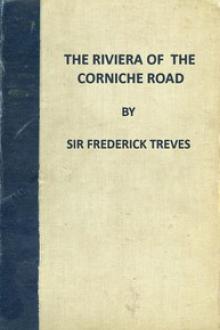 THE RIVIERA OF THE
CORNICHE ROAD
BY
SIR FREDERICK TREVES